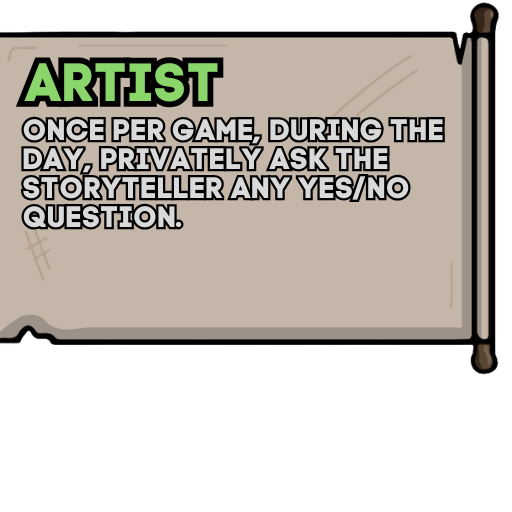 ARTIST
ONCE PER GAME, DURING THE
DAY, PRIVATELY ASK THE
STORYTELLER ANY YES/NO
QUESTION.